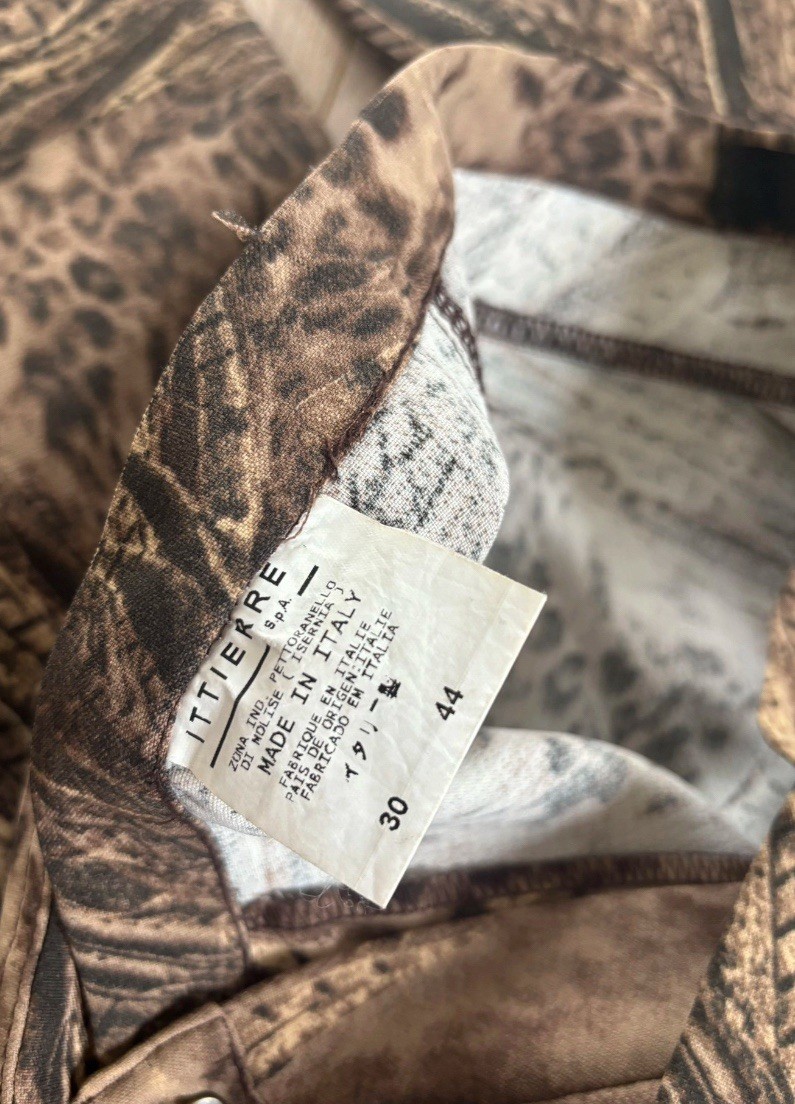 ITTIERRE
S.p.A.
ZONA IND. PETTORANELLO
DI MOLISE ( ISERNIA )
MADE IN ITALY
FABRIQUE EN ITALIE
PAIS DE ORIGEN:ITALIE
FABRICADO EM ITALIA
イタリー製
30 44